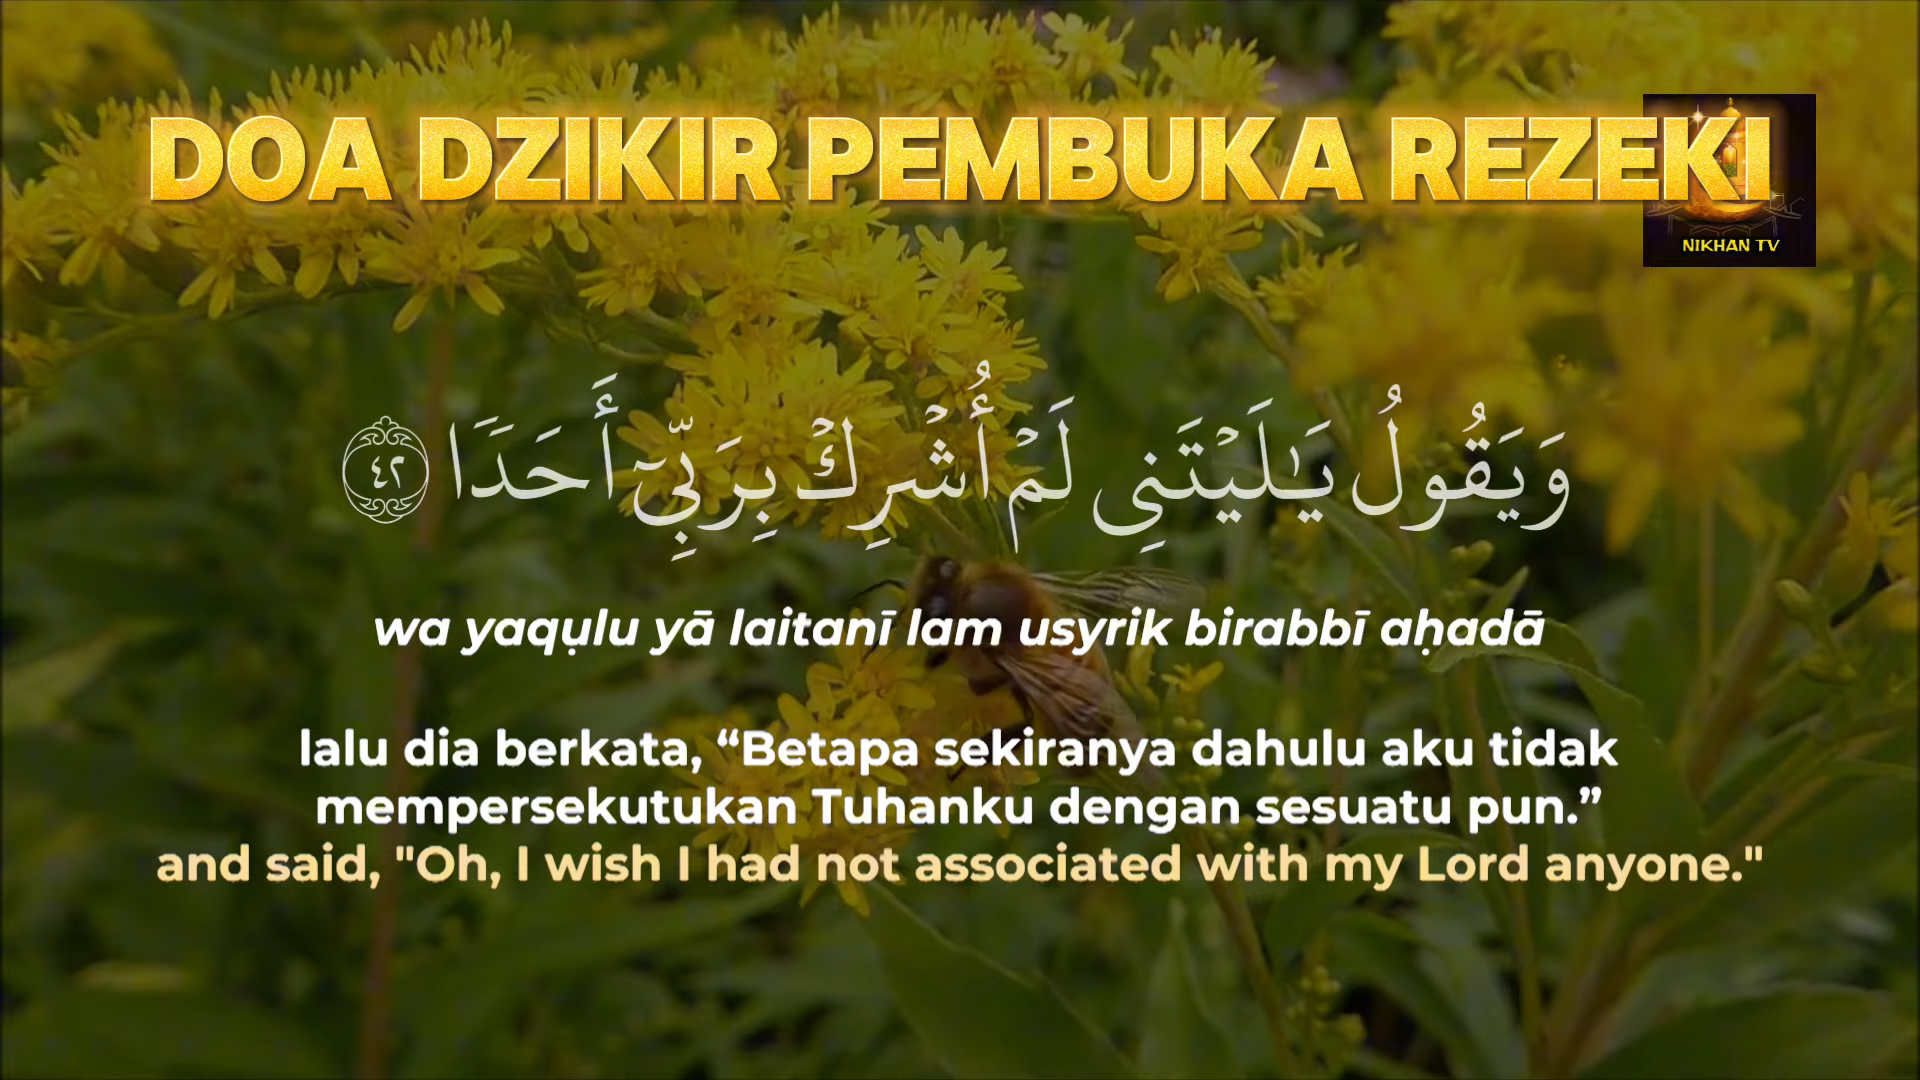 DOA DZIKIR PEMBUKA REZEKI
NIKHAN TV
وَيَقُولُ يَـٰلَيْتَنِى لَمْ أُشْرِكْ بِرَبِّىٓ أَحَدًا ٤٢
wa yaqụlu yā laitanī lam usyrik birabbī aḥadā
lalu dia berkata, “Betapa sekiranya dahulu aku tidak
mempersekutukan Tuhanku dengan sesuatu pun.”
and said, "Oh, I wish I had not associated with my Lord anyone."